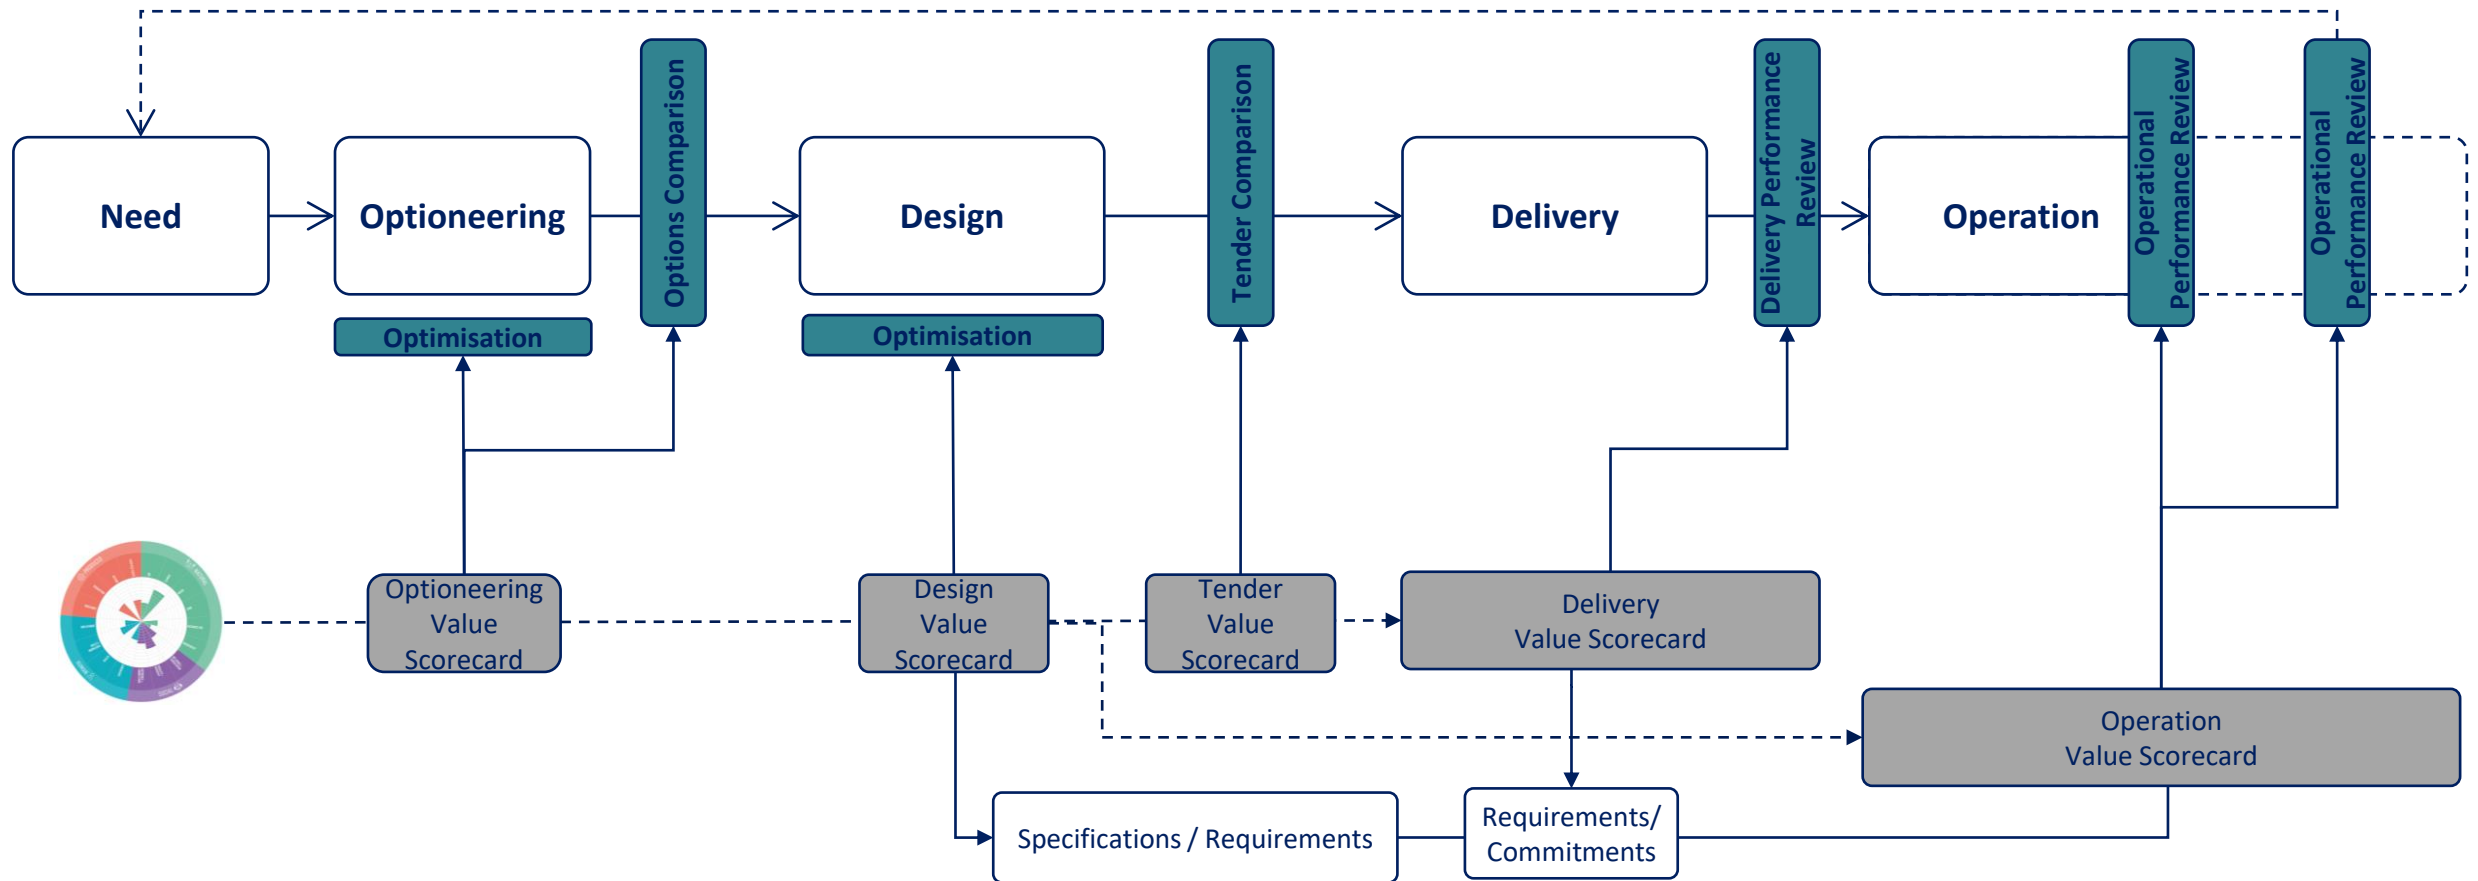 Need
Optioneering
Options Comparison
Design
Tender Comparison
Delivery
Delivery Performance
Review
Operation
Operational
Performance Review
Operational
Performance Review
Optimisation
Optimisation
Optioneering
Value
Scorecard
Design
Value
Scorecard
Tender
Value
Scorecard
Delivery
Value Scorecard
Operation
Value Scorecard
Specifications / Requirements
Requirements/
Commitments